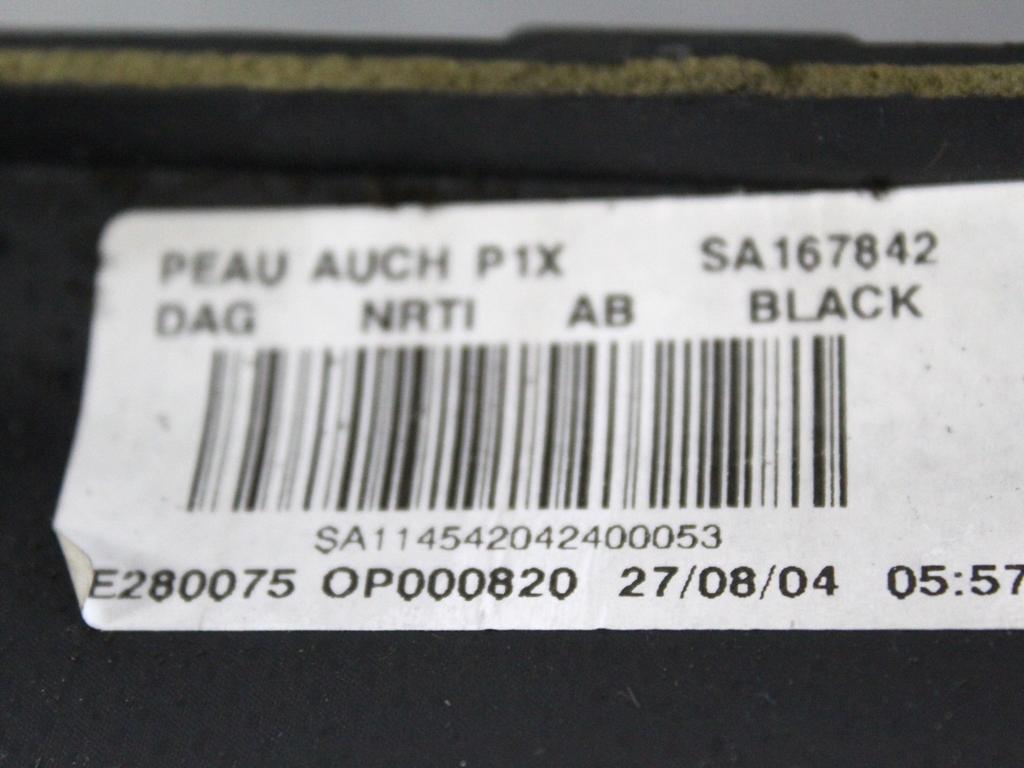 PEAU AUCH P1X SA167842
DAG NRTI AB BLACK
SA114542042400053
E280075 OP000820 27/08/04 05:57